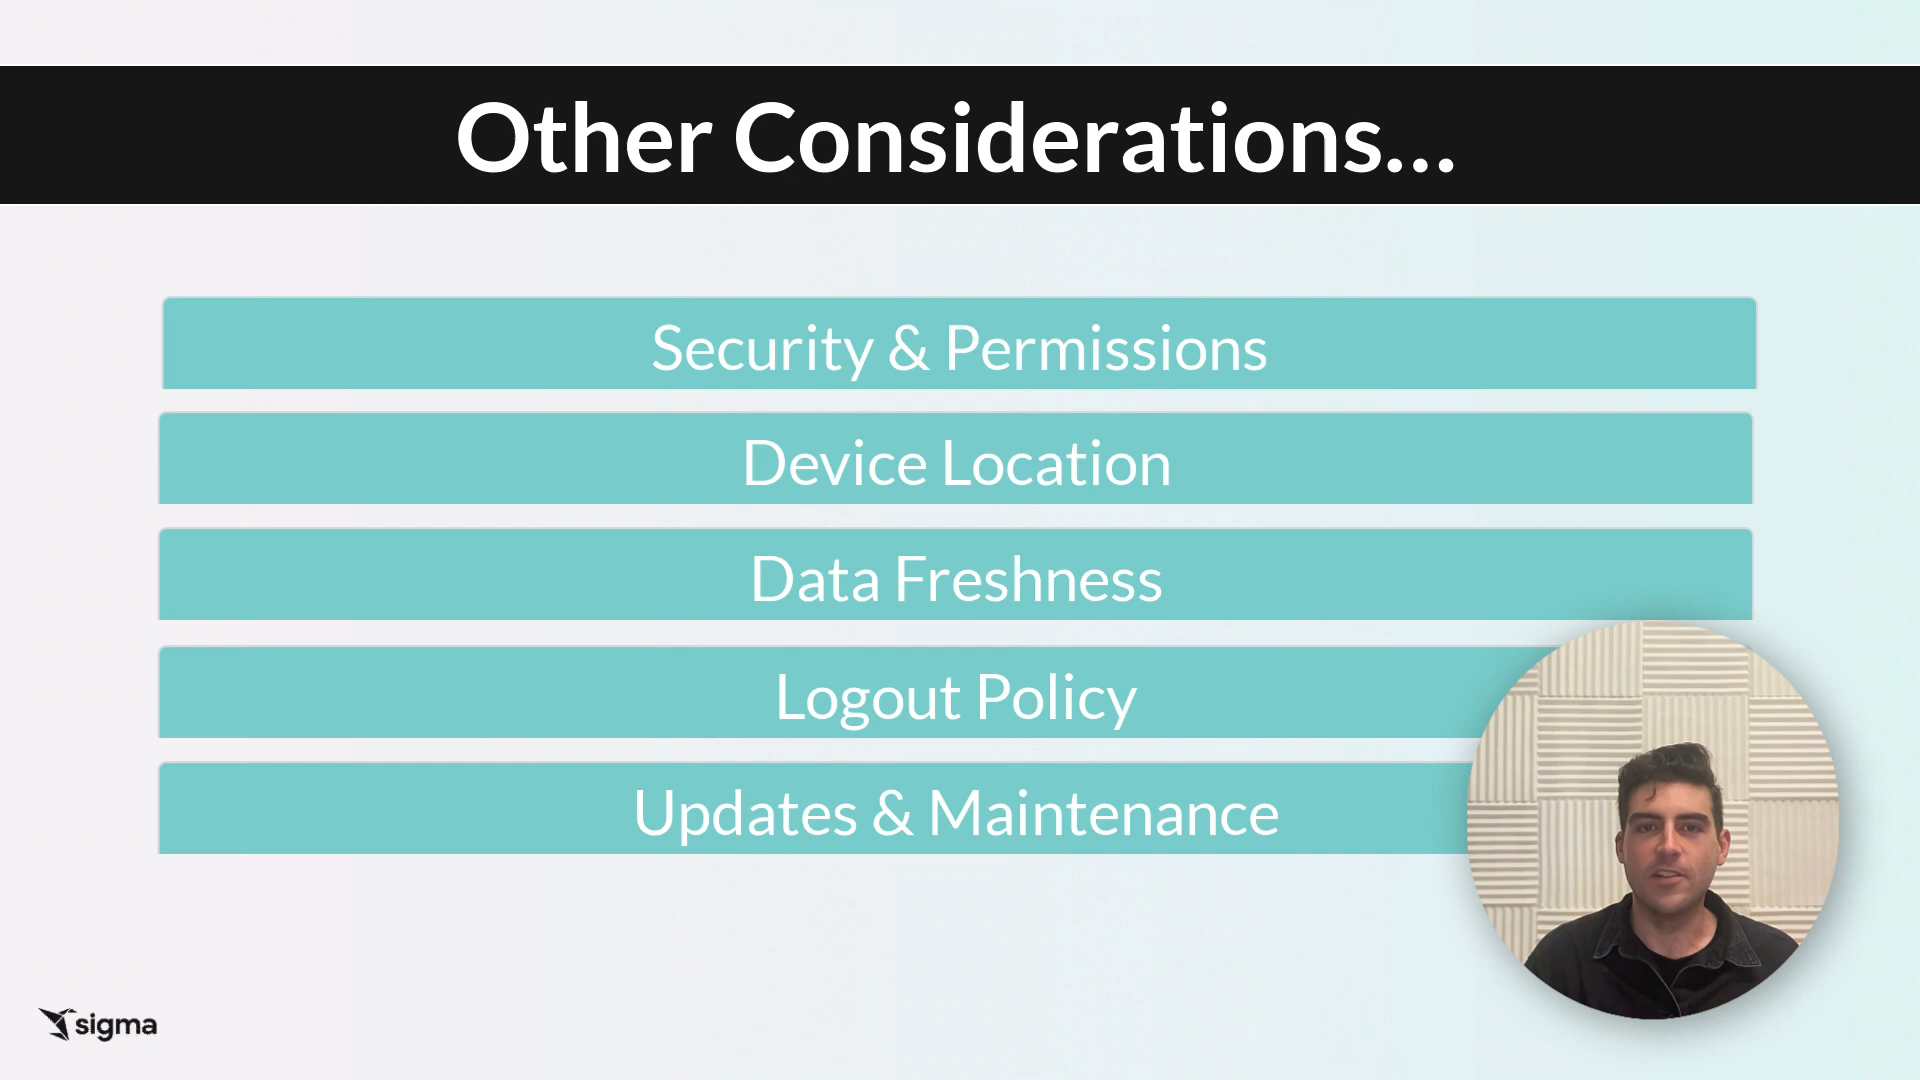 Other Considerations...
Security & Permissions
Device Location
Data Freshness
Logout Policy
Updates & Maintenance
sigma